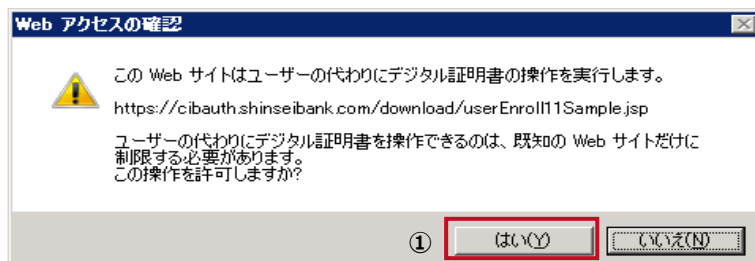 Web アクセスの確認
この Web サイトはユーザーの代わりにデジタル証明書の操作を実行します。
https://cibauth.shinseibank.com/download/userEnroll11Sample.jsp
ユーザーの代わりにデジタル証明書を操作できるのは、既知の Web サイトだけに
制限する必要があります。
この操作を許可しますか?
① はい(Y) いいえ(N)